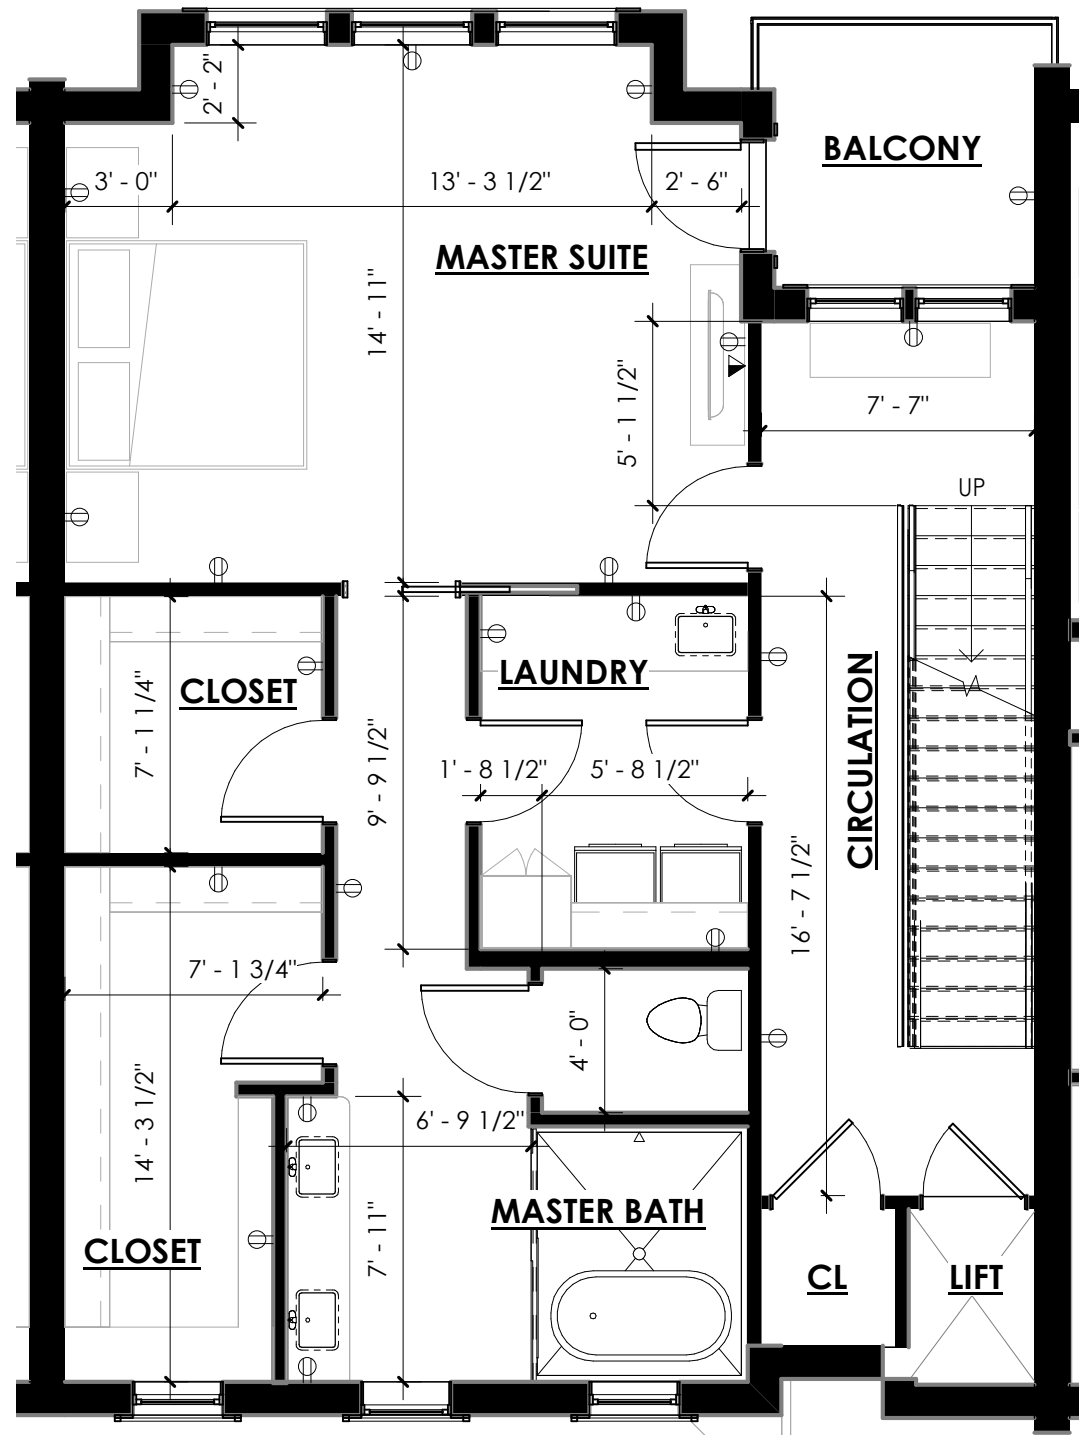 2' - 2"
BALCONY
3' - 0"
13' - 3 1/2"
2' - 6"
MASTER SUITE
14' - 11"
5' - 1 1/2"
7' - 7"
UP
LAUNDRY
CLOSET
7' - 1 1/4"
9' - 9 1/2"
1' - 8 1/2"
5' - 8 1/2"
CIRCULATION
16' - 7 1/2"
7' - 1 3/4"
4' - 0"
14' - 3 1/2"
6' - 9 1/2"
MASTER BATH
7' - 11"
CLOSET
CL
LIFT